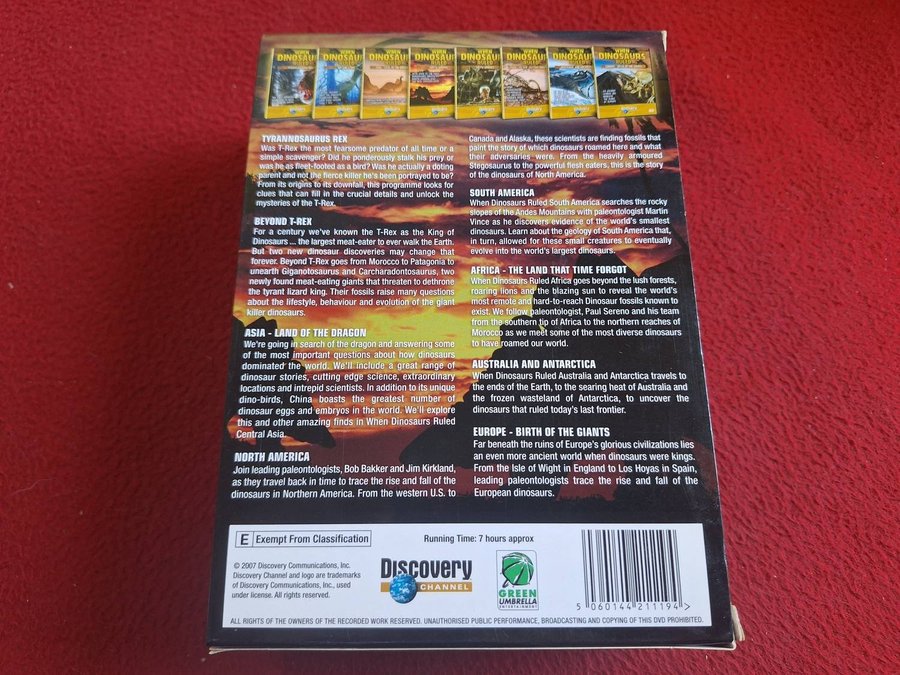 WHEN DINOSAURS RULED
TYRANNOSAURUS REX
Was T-Rex the most fearsome predator of all time or a
simple scavenger? Did he ponderously stalk his prey or
was he as fleet-footed as a bird? Was he actually a doting
parent and not the fierce killer he's been portrayed to be?
From its origins to its downfall, this programme looks for
clues that can fill in the crucial details and unlock the
mysteries of the T-Rex.
BEYOND T-REX
For a century we've known the T-Rex as the King of
Dinosaurs ... the largest meat-eater to ever walk the Earth.
But two new dinosaur discoveries may change that
forever. Beyond T-Rex goes from Morocco to Patagonia to
unearth Giganotosaurus and Carcharadontosaurus, two
newly found meat-eating giants that threaten to dethrone
the tyrant lizard king. Their fossils raise many questions
about the lifestyle, behaviour and evolution of the giant
killer dinosaurs.
ASIA - LAND OF THE DRAGON
We're going in search of the dragon and answering some
of the most important questions about how dinosaurs
dominated the world. We'll include a great range of
dinosaur stories, cutting edge science, extraordinary
locations and intrepid scientists. In addition to its unique
dino-birds, China boasts the greatest number of
dinosaur eggs and embryos in the world. We'll explore
this and other amazing finds in When Dinosaurs Ruled
Central Asia.
NORTH AMERICA
Join leading paleontologists, Bob Bakker and Jim Kirkland,
as they travel back in time to trace the rise and fall of the
dinosaurs in Northern America. From the western U.S. to
Canada and Alaska, these scientists are finding fossils that
paint the story of which dinosaurs roamed here and what
their adversaries were. From the heavily armoured
Stegosaurus to the powerful flesh eaters, this is the story
of the dinosaurs of North America.
SOUTH AMERICA
When Dinosaurs Ruled South America searches the rocky
slopes of the Andes Mountains with paleontologist Martin
Vince as he discovers evidence of the world's smallest
dinosaurs. Learn about the geology of South America that,
in turn, allowed for these small creatures to eventually
evolve into the world's largest dinosaurs.
AFRICA - THE LAND THAT TIME FORGOT
When Dinosaurs Ruled Africa goes beyond the lush forests,
roaring lions and the blazing sun to reveal the world's
most remote and hard-to-reach Dinosaur fossils known to
exist. We follow paleontologist, Paul Sereno and his team
from the southern tip of Africa to the northern reaches of
Morocco as we meet some of the most diverse dinosaurs
to have roamed our world.
AUSTRALIA AND ANTARCTICA
When Dinosaurs Ruled Australia and Antarctica travels to
the ends of the Earth, to the searing heat of Australia and
the frozen wasteland of Antarctica, to uncover the
dinosaurs that ruled today's last frontier.
EUROPE - BIRTH OF THE GIANTS
Far beneath the ruins of Europe's glorious civilizations lies
an even more ancient world when dinosaurs were kings.
From the Isle of Wight in England to Los Hoyas in Spain,
leading paleontologists trace the rise and fall of the
European dinosaurs.
E Exempt From Classification
Running Time: 7 hours approx
© 2007 Discovery Communications, Inc.
Discovery Channel and logo are trademarks
of Discovery Communications, Inc., used
under license. All rights reserved.
Discovery
CHANNEL
GREEN
UMBRELLA
ENTERTAINMENT
5 060144 211194 >
ALL RIGHTS OF THE OWNERS OF THE RECORDED WORK RESERVED. UNAUTHORISED PUBLIC PERFORMANCE, BROADCASTING AND COPYING OF THIS DVD PROHIBITED.